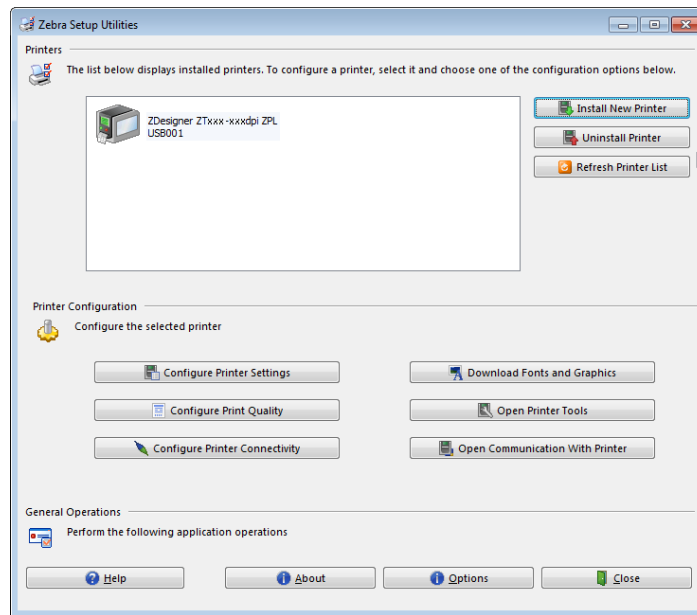 Zebra Setup Utilities
Printers
The list below displays installed printers. To configure a printer, select it and choose one of the configuration options below.
ZDesigner ZTxxx-xxxdpi ZPL
USB001
Install New Printer
Uninstall Printer
Refresh Printer List
Printer Configuration
Configure the selected printer
Configure Printer Settings
Download Fonts and Graphics
Configure Print Quality
Open Printer Tools
Configure Printer Connectivity
Open Communication With Printer
General Operations
Perform the following application operations
Help
About
Options
Close